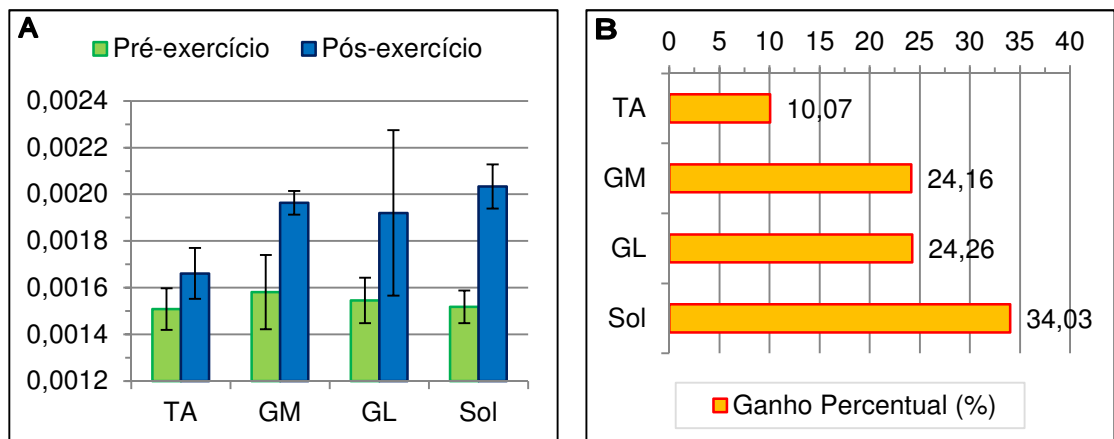 A
Pré-exercício Pós-exercício
0,0024
0,0022
0,0020
0,0018
0,0016
0,0014
0,0012
TA GM GL Sol
B
0 5 10 15 20 25 30 35 40
TA 10,07
GM 24,16
GL 24,26
Sol 34,03
Ganho Percentual (%)